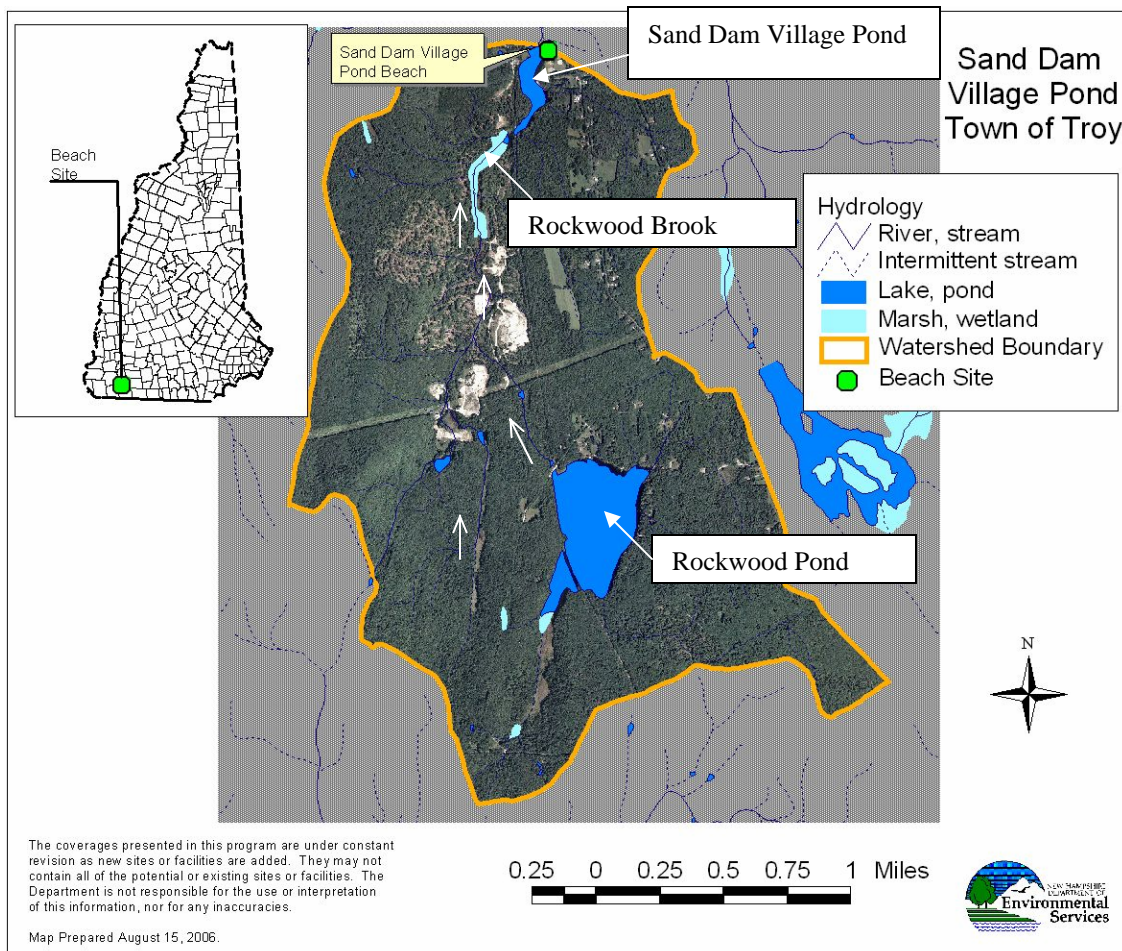 Sand Dam
Village Pond
Town of Troy
Beach
Site
Sand Dam Village
Pond Beach
Sand Dam Village Pond
Rockwood Brook
Rockwood Pond
Hydrology
River, stream
Intermittent stream
Lake, pond
Marsh, wetland
Watershed Boundary
Beach Site
N
The coverages presented in this program are under constant
revision as new sites or facilities are added. They may not
contain all of the potential or existing sites or facilities. The
Department is not responsible for the use or interpretation
of this information, nor for any inaccuracies.
Map Prepared August 15, 2006.
0.25 0 0.25 0.5 0.75 1 Miles
NEW HAMPSHIRE
DEPARTMENT OF
Environmental
Services